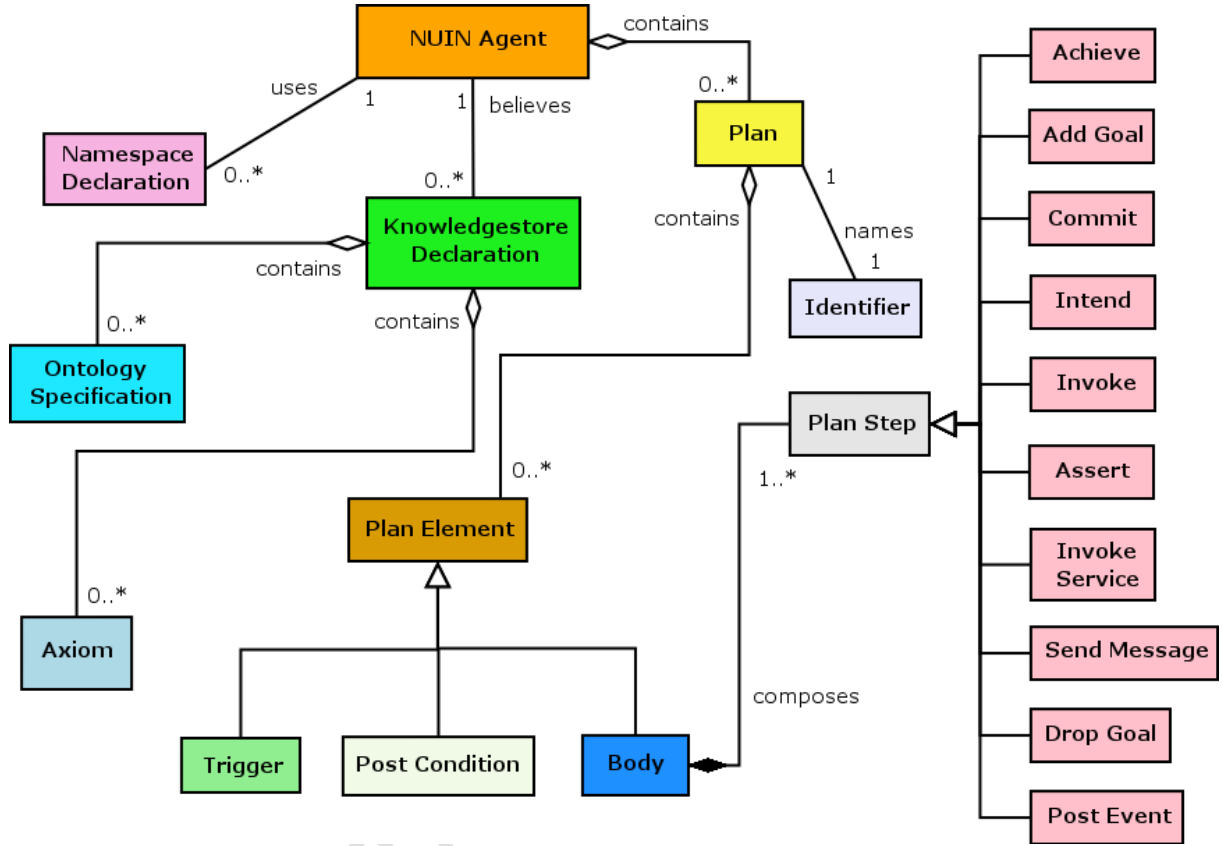 NUIN Agent
contains
Achieve
uses
1
1
believes
0..*
Add Goal
Plan
Namespace
Declaration
0..*
0..*
1
contains
Commit
Knowledgestore
Declaration
names
contains
1
Intend
Identifier
0..*
contains
Ontology
Specification
Invoke
Plan Step
0..*
1..*
Assert
Plan Element
Invoke
Service
0..*
Axiom
Send Message
composes
Drop Goal
Trigger
Post Condition
Body
Post Event